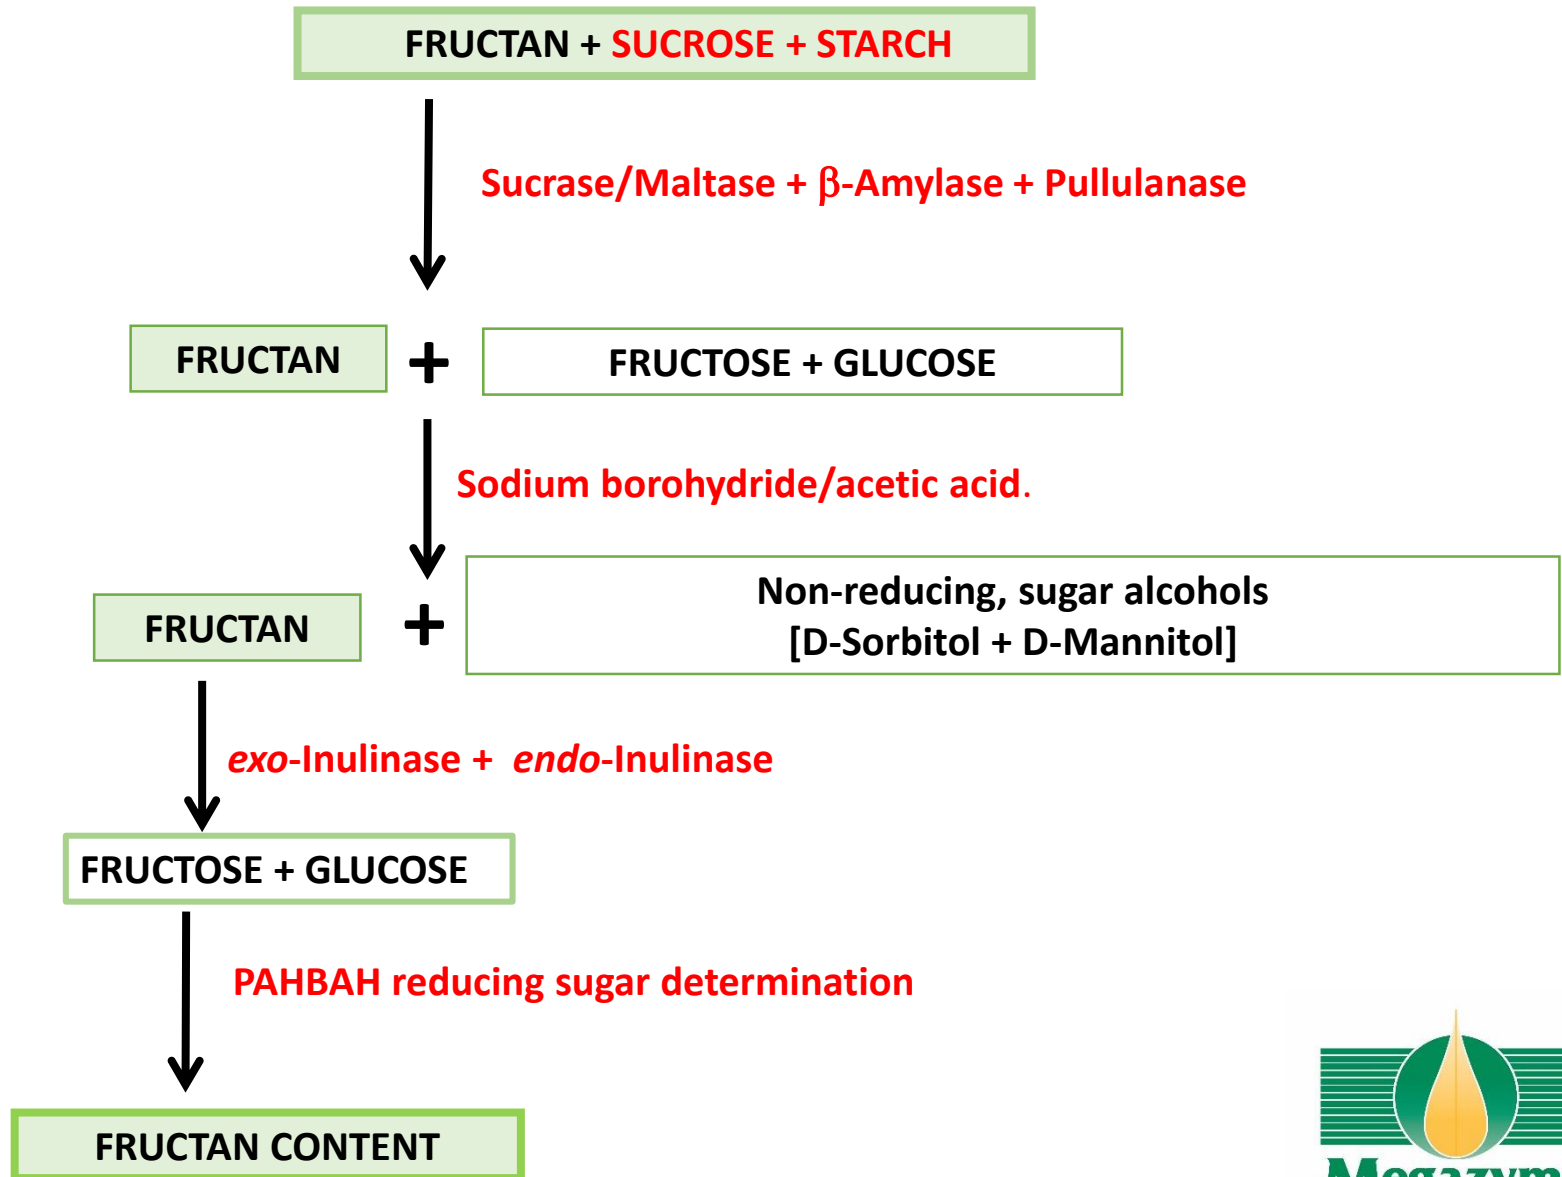 FRUCTAN + SUCROSE + STARCH
Sucrase/Maltase + β-Amylase + Pullulanase
FRUCTAN + FRUCTOSE + GLUCOSE
Sodium borohydride/acetic acid.
Non-reducing, sugar alcohols
FRUCTAN + [D-Sorbitol + D-Mannitol]
exo-Inulinase + endo-Inulinase
FRUCTOSE + GLUCOSE
PAHBAH reducing sugar determination
FRUCTAN CONTENT